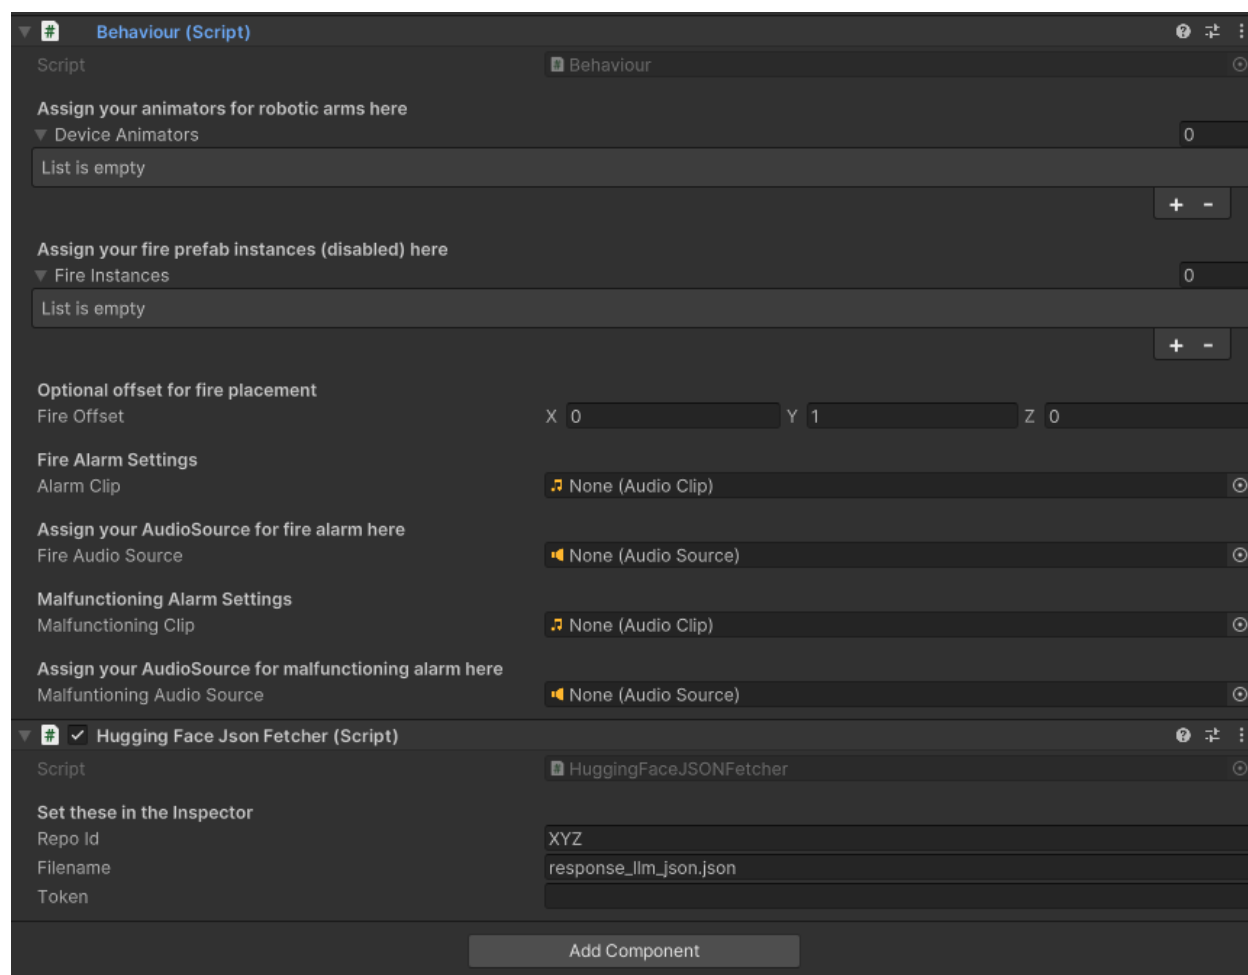 Behaviour (Script)
Script Behaviour
Assign your animators for robotic arms here
Device Animators 0
List is empty
+ -
Assign your fire prefab instances (disabled) here
Fire Instances 0
List is empty
+ -
Optional offset for fire placement
Fire Offset X 0 Y 1 Z 0
Fire Alarm Settings
Alarm Clip None (Audio Clip)
Assign your AudioSource for fire alarm here
Fire Audio Source None (Audio Source)
Malfunctioning Alarm Settings
Malfunctioning Clip None (Audio Clip)
Assign your AudioSource for malfunctioning alarm here
Malfuntioning Audio Source None (Audio Source)
# Hugging Face Json Fetcher (Script)
Script HuggingFaceJSONFetcher
Set these in the Inspector
Repo Id XYZ
Filename response_llm_json.json
Token
Add Component